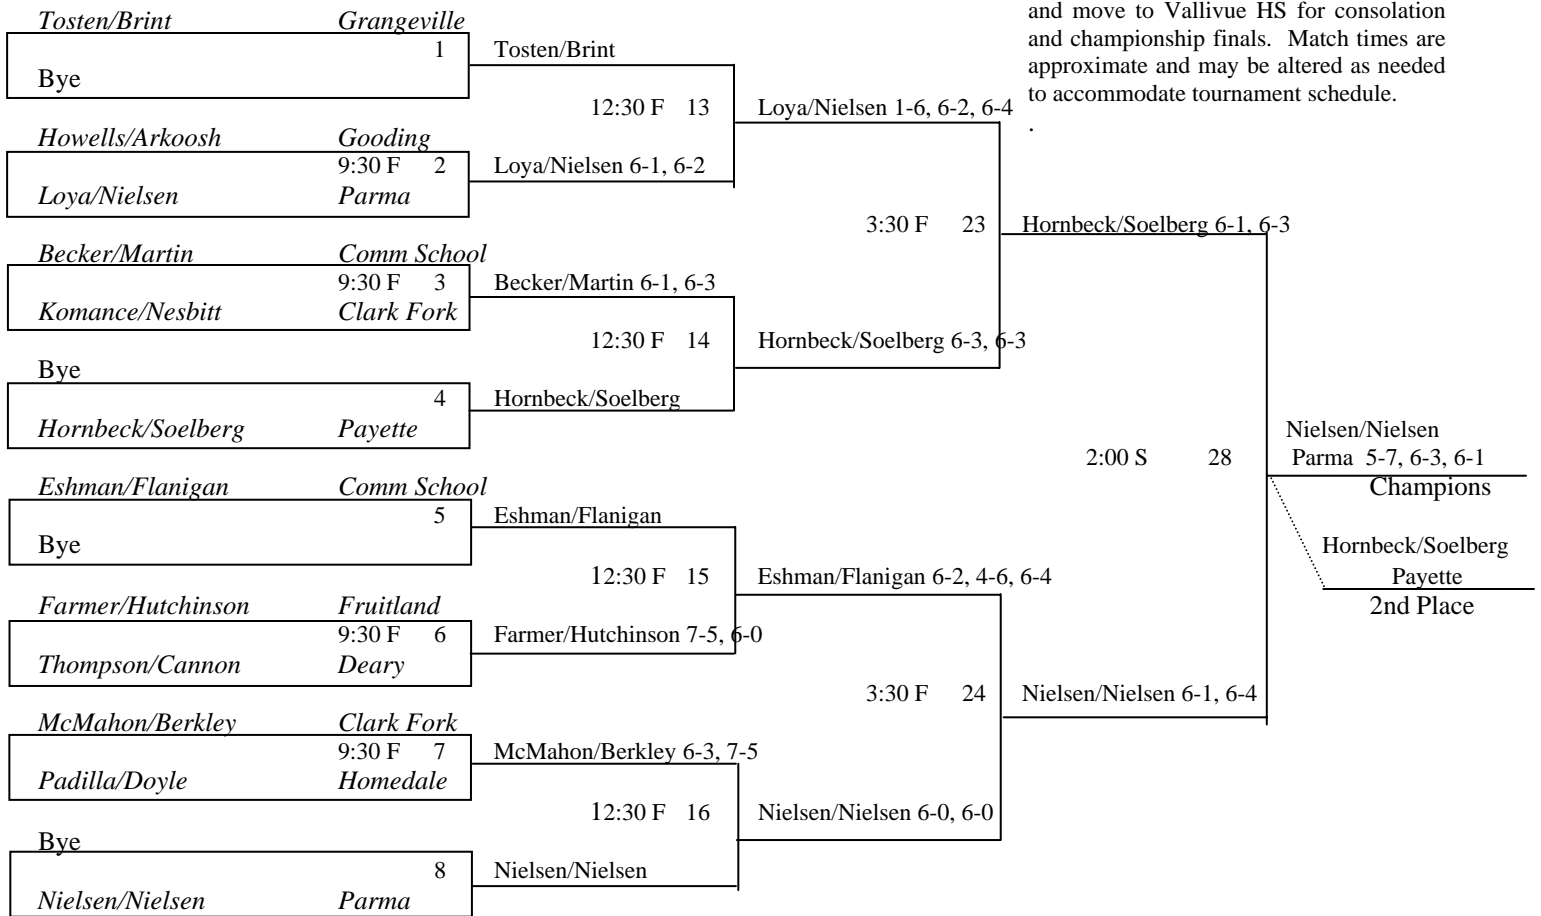 and move to Vallivue HS for consolation
and championship finals.  Match times are
approximate and may be altered as needed
to accommodate tournament schedule.
.
Tosten/Brint Grangeville
1
Bye
Tosten/Brint
12:30 F 13
Loya/Nielsen 1-6, 6-2, 6-4
Howells/Arkoosh Gooding
9:30 F 2
Loya/Nielsen Parma
Loya/Nielsen 6-1, 6-2
3:30 F 23
Hornbeck/Soelberg 6-1, 6-3
Becker/Martin Comm School
9:30 F 3
Komance/Nesbitt Clark Fork
Becker/Martin 6-1, 6-3
12:30 F 14
Hornbeck/Soelberg 6-3, 6-3
Bye
4
Hornbeck/Soelberg Payette
Hornbeck/Soelberg
2:00 S 28
Nielsen/Nielsen
Parma 5-7, 6-3, 6-1
Champions
Hornbeck/Soelberg
Payette
2nd Place
Eshman/Flanigan Comm School
5
Bye
Eshman/Flanigan
12:30 F 15
Eshman/Flanigan 6-2, 4-6, 6-4
Farmer/Hutchinson Fruitland
9:30 F 6
Thompson/Cannon Deary
Farmer/Hutchinson 7-5, 6-0
3:30 F 24
Nielsen/Nielsen 6-1, 6-4
McMahon/Berkley Clark Fork
9:30 F 7
Padilla/Doyle Homedale
McMahon/Berkley 6-3, 7-5
12:30 F 16
Nielsen/Nielsen 6-0, 6-0
Bye
8
Nielsen/Nielsen Parma
Nielsen/Nielsen